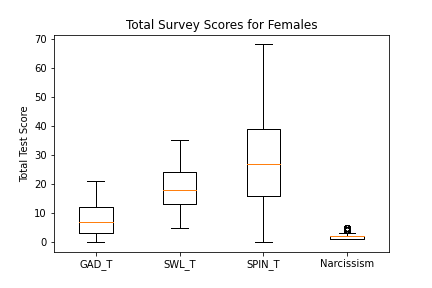 Total Survey Scores for Females
Total Test Score
70
60
50
40
30
20
10
0
GAD_T SWL_T SPIN_T Narcissism